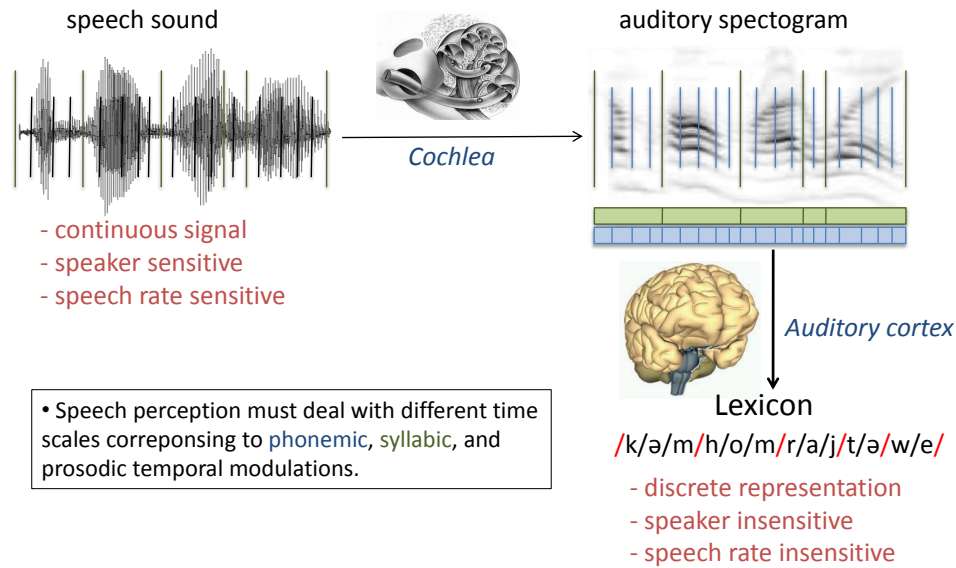 speech sound
auditory spectogram
Cochlea
- continuous signal
- speaker sensitive
- speech rate sensitive
Auditory cortex
• Speech perception must deal with different time
scales correponsing to phonemic, syllabic, and
prosodic temporal modulations.
Lexicon
/k/ə/m/h/o/m/r/a/j/t/ə/w/e/
- discrete representation
- speaker insensitive
- speech rate insensitive